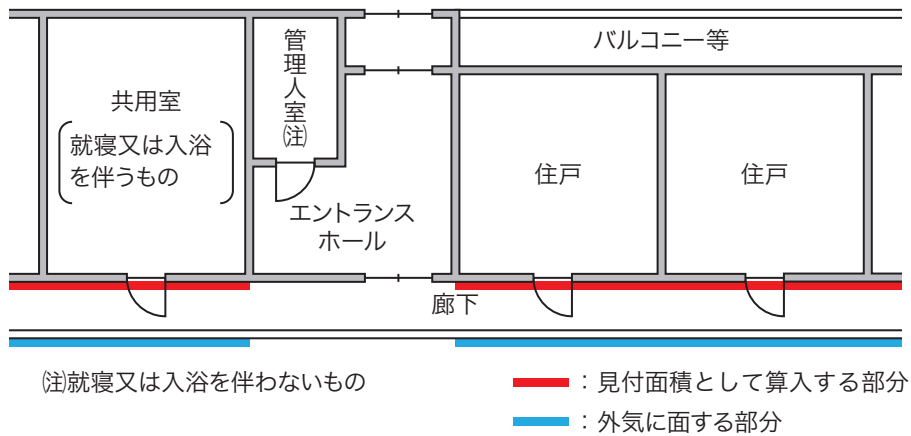 共用室
就寝又は入浴
を伴うもの
管理人室㊟
エントランス
ホール
バルコニー等
住戸
住戸
廊下
㊟就寝又は入浴を伴わないもの
：見付面積として算入する部分
：外気に面する部分